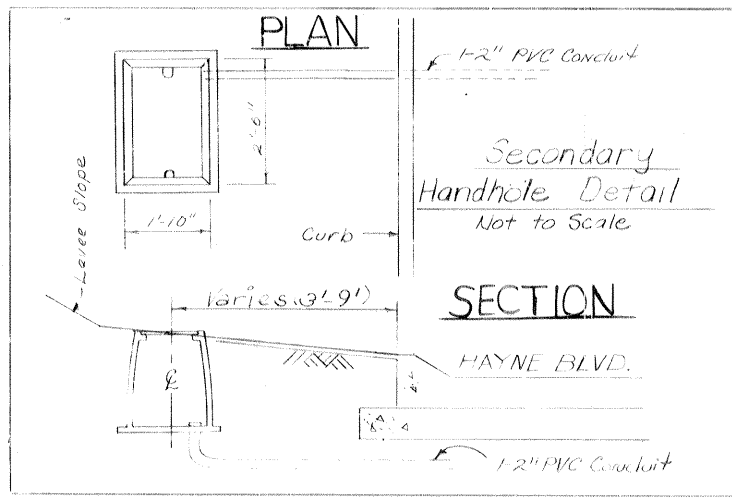 PLAN
1-2" PVC Conduit
2'-6"
1'-10"
Levee Slope
Secondary
Handhole Detail
Not to Scale
Curb
Varies (3'-9')
SECTION
HAYNE BLVD.
℄
1-2" PVC Conduit